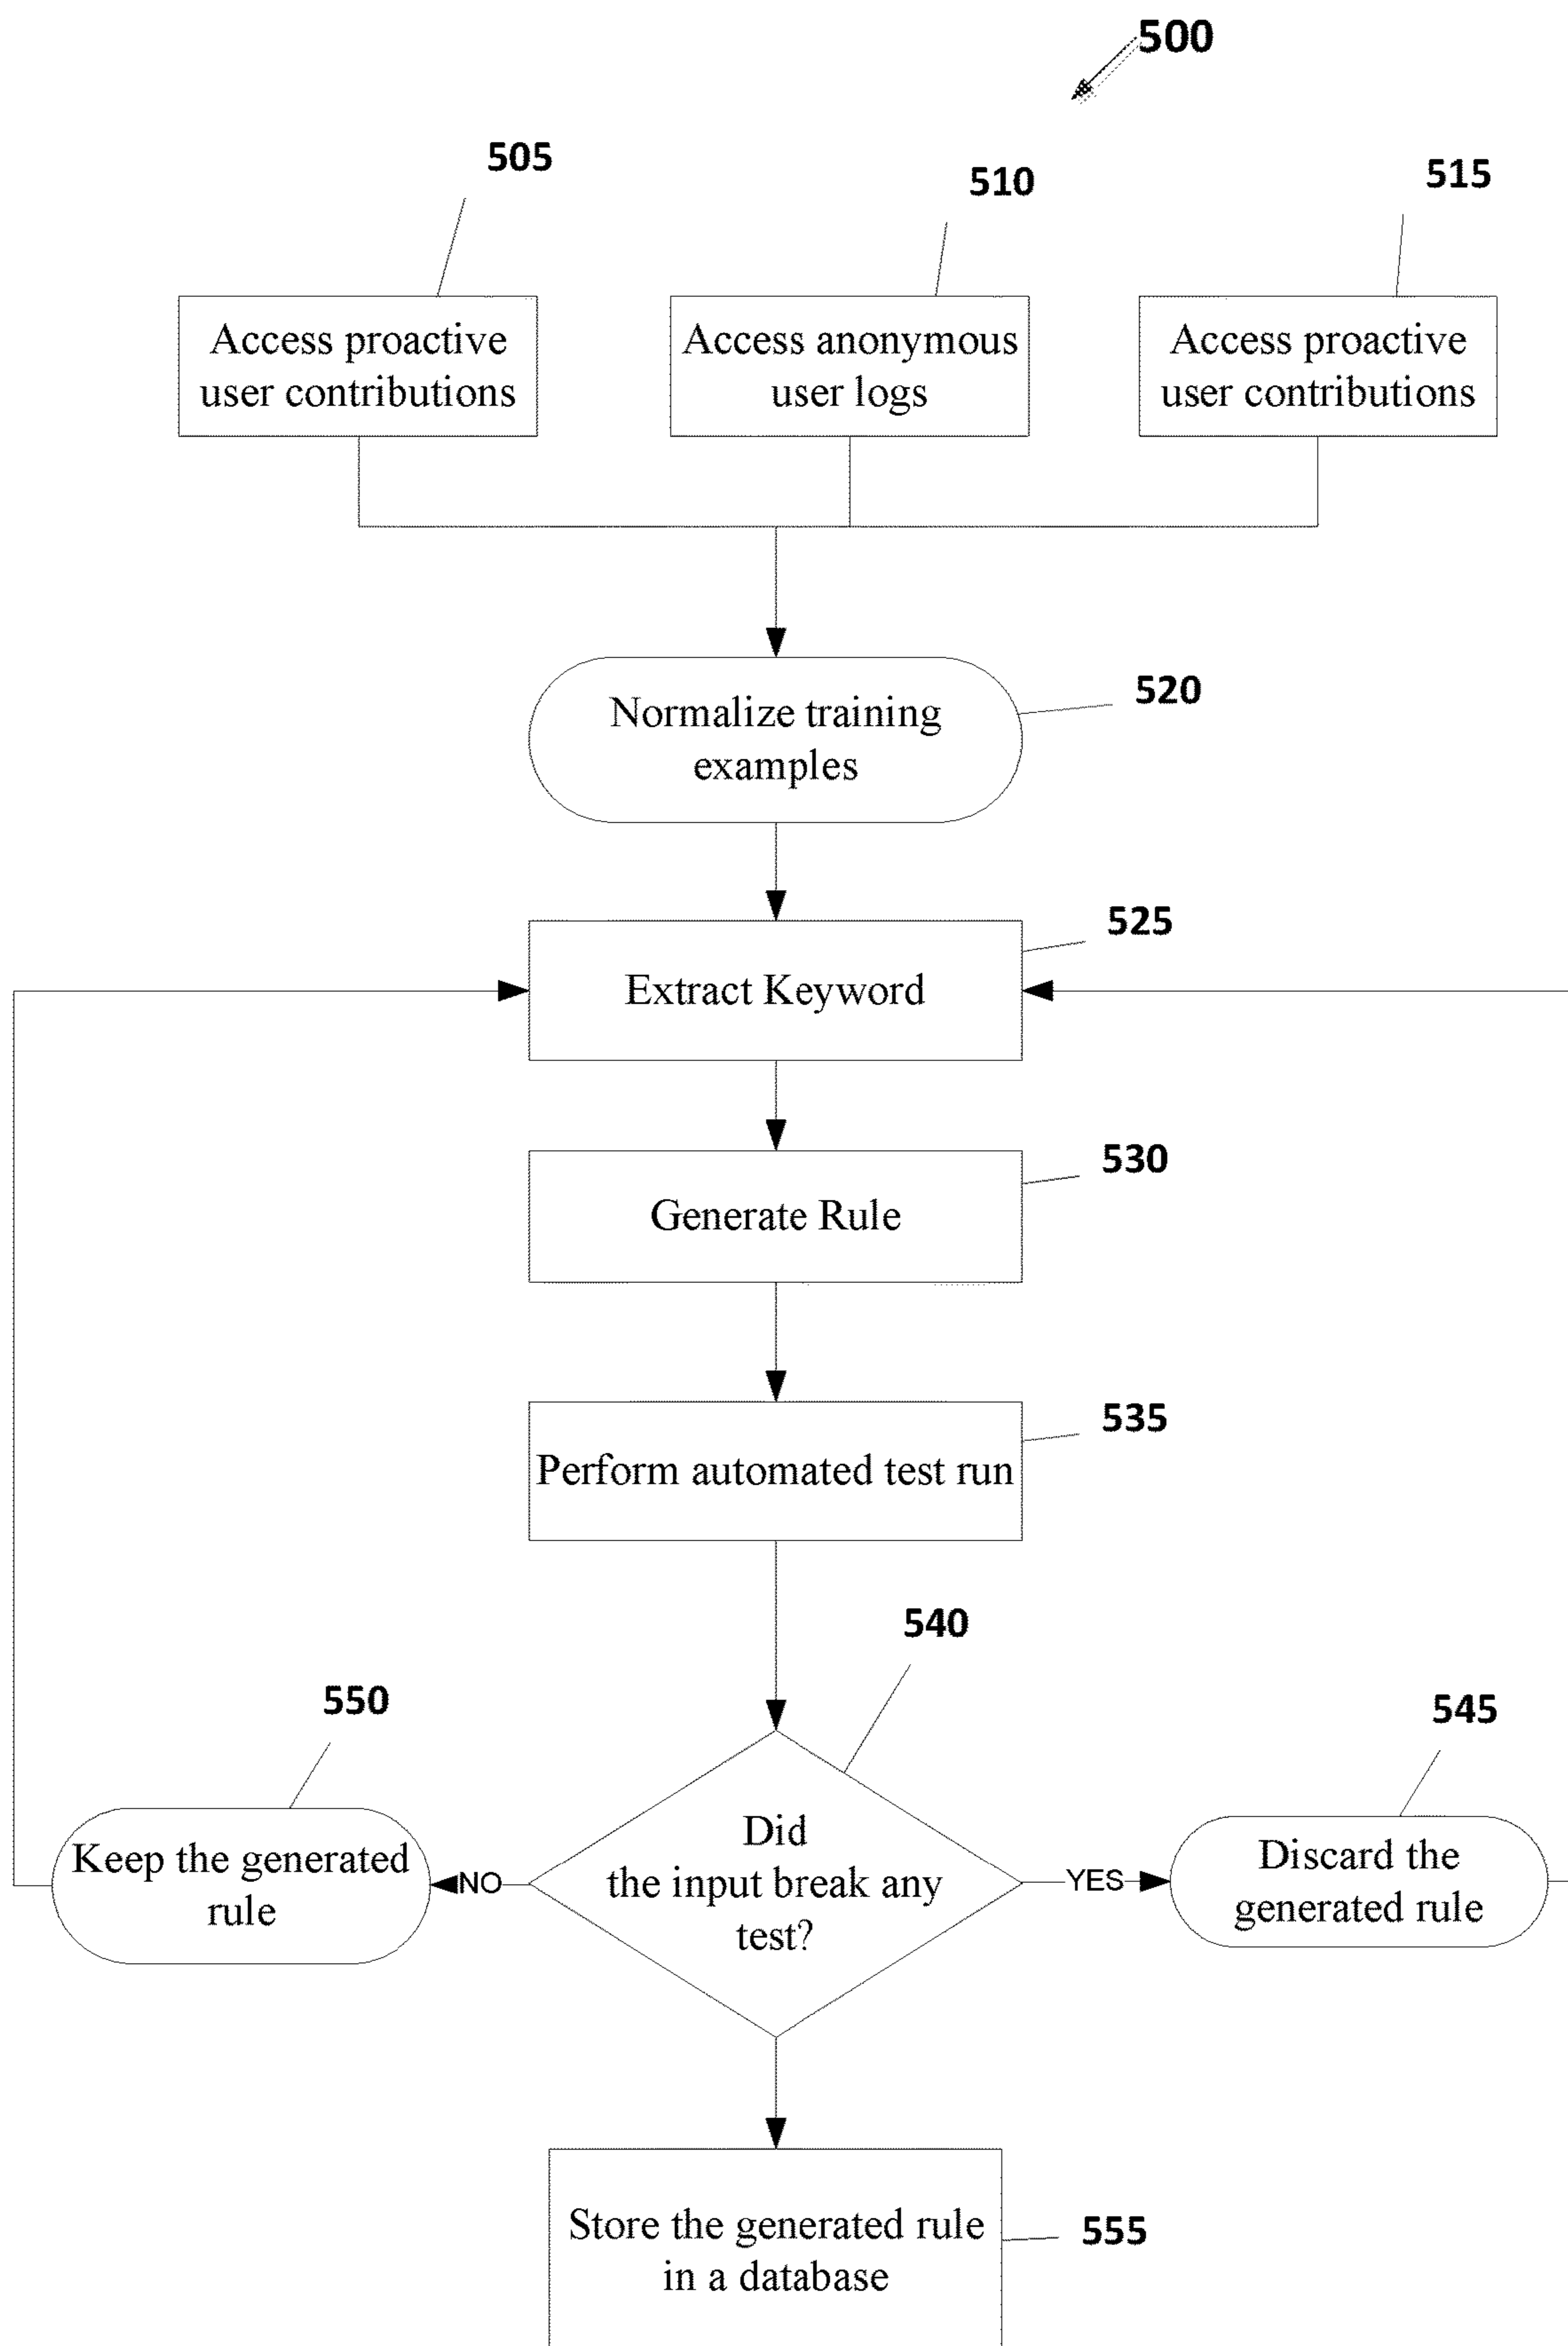 500
505
510
515
Access proactive
user contributions
Access anonymous
user logs
Access proactive
user contributions
520
Normalize training
examples
525
Extract Keyword
530
Generate Rule
535
Perform automated test run
540
550
545
Did
the input break any
test?
Keep the generated
rule
NO
YES
Discard the
generated rule
Store the generated rule
in a database
555